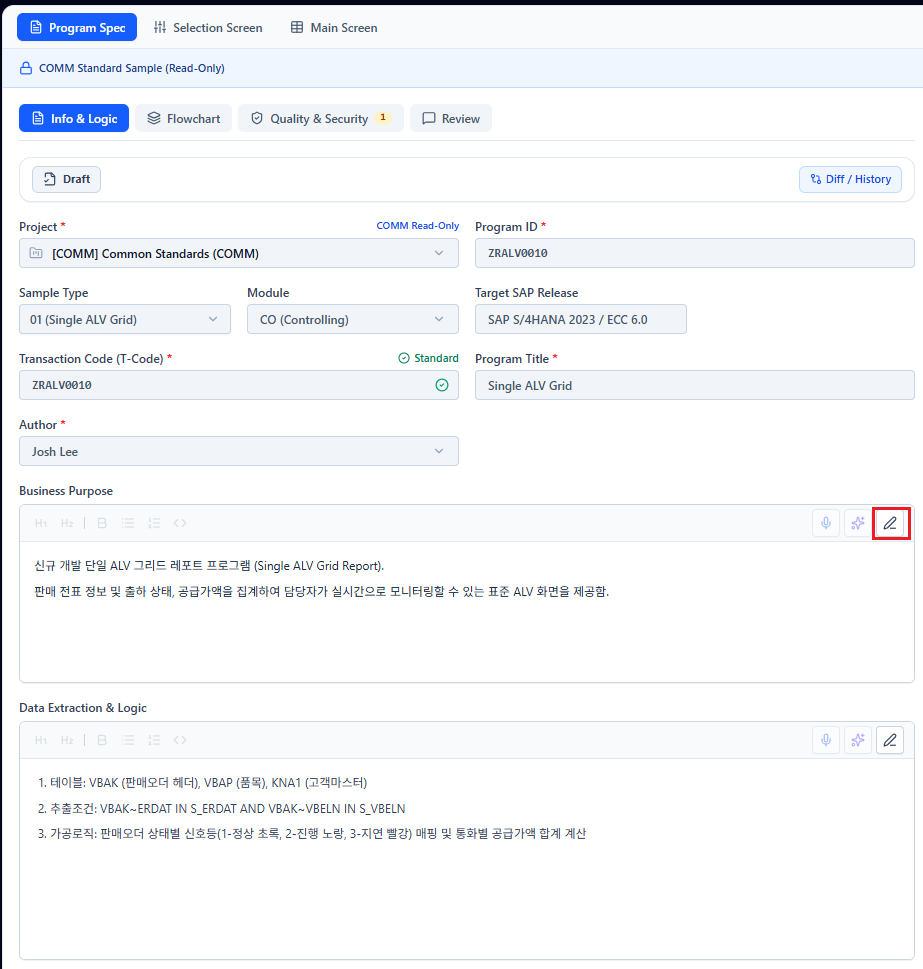 Program Spec Selection Screen Main Screen
COMM Standard Sample (Read-Only)
Info & Logic Flowchart Quality & Security 1 Review
Draft Diff / History
Project * COMM Read-Only Program ID *
[COMM] Common Standards (COMM) ZRALV0010
Sample Type Module Target SAP Release
01 (Single ALV Grid) CO (Controlling) SAP S/4HANA 2023 / ECC 6.0
Transaction Code (T-Code) * Standard Program Title *
ZRALV0010 Single ALV Grid
Author *
Josh Lee
Business Purpose
H1 H2 B
신규 개발 단일 ALV 그리드 레포트 프로그램 (Single ALV Grid Report).
판매 전표 정보 및 출하 상태, 공급가액을 집계하여 담당자가 실시간으로 모니터링할 수 있는 표준 ALV 화면을 제공함.
Data Extraction & Logic
H1 H2 B
1. 테이블: VBAK (판매오더 헤더), VBAP (품목), KNA1 (고객마스터)
2. 추출조건: VBAK~ERDAT IN S_ERDAT AND VBAK~VBELN IN S_VBELN
3. 가공로직: 판매오더 상태별 신호등(1-정상 초록, 2-진행 노랑, 3-지연 빨강) 매핑 및 통화별 공급가액 합계 계산